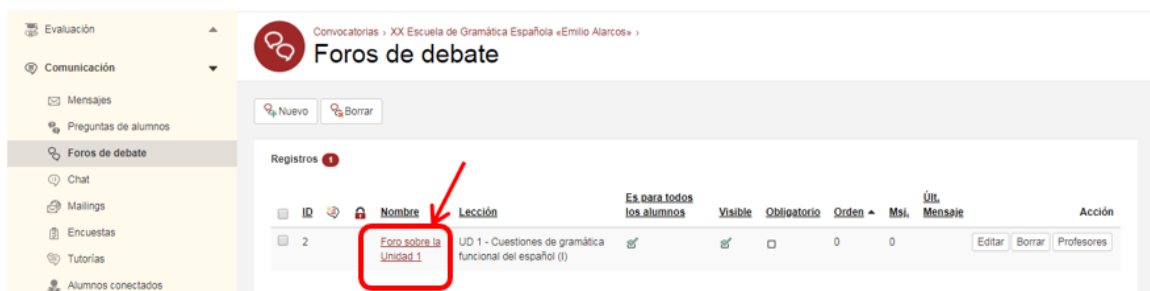 Evaluación
Comunicación
Mensajes
Preguntas de alumnos
Foros de debate
Chat
Mailings
Encuestas
Tutorías
Alumnos conectados
Convocatorias › XX Escuela de Gramática Española «Emilio Alarcos» ›
Foros de debate
Nuevo Borrar
Registros 1
ID Nombre Lección Es para todos los alumnos Visible Obligatorio Orden Msj. Últ. Mensaje Acción
2 Foro sobre la Unidad 1 UD 1 - Cuestiones de gramática funcional del español (I) 0 0 Editar Borrar Profesores